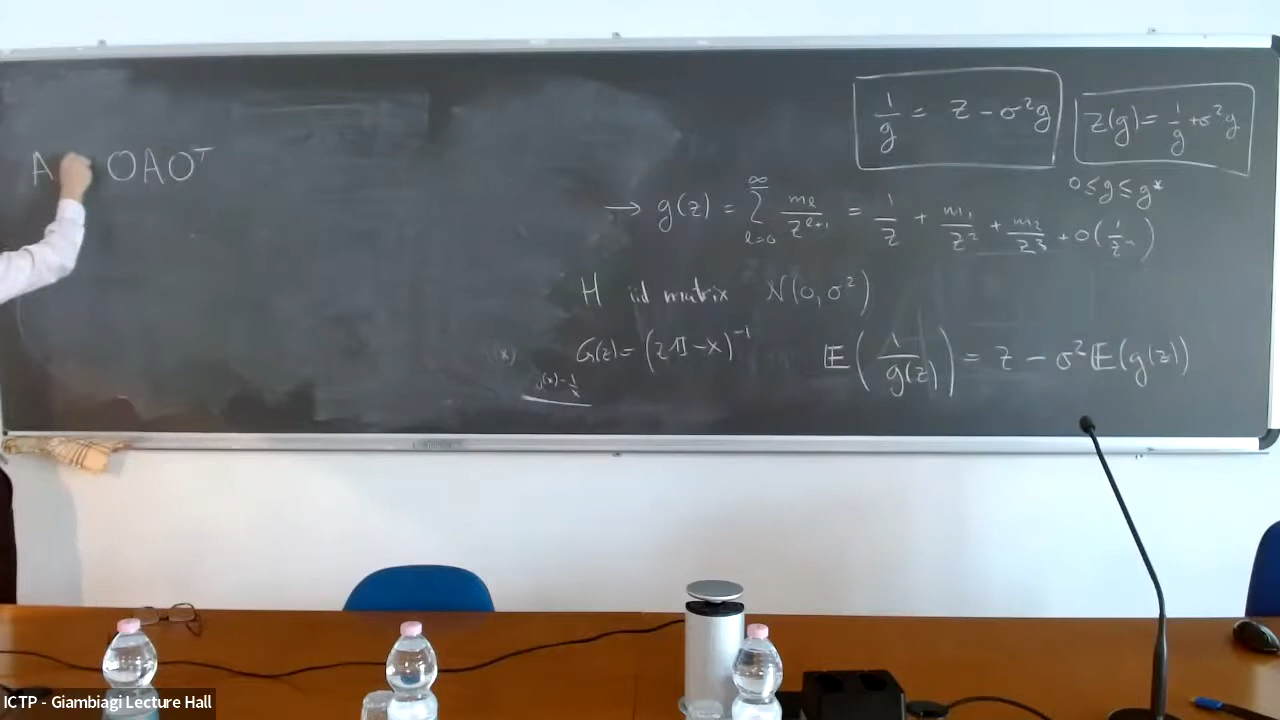 A OAOᵀ
1/g = z − σ²g
z(g) = 1/g + σ²g
0 ≤ g ≤ g*
→ g(z) = ∑_{ℓ=0}^{∞} m_ℓ/z^{ℓ+1} = 1/z + m₁/z² + m₂/z³ + O(1/z⁴)
H iid matrix N(0, σ²)
G(z) = (z𝟙 − X)⁻¹
𝔼(1/g(z)) = z − σ²𝔼(g(z))
ICTP - Giambiagi Lecture Hall